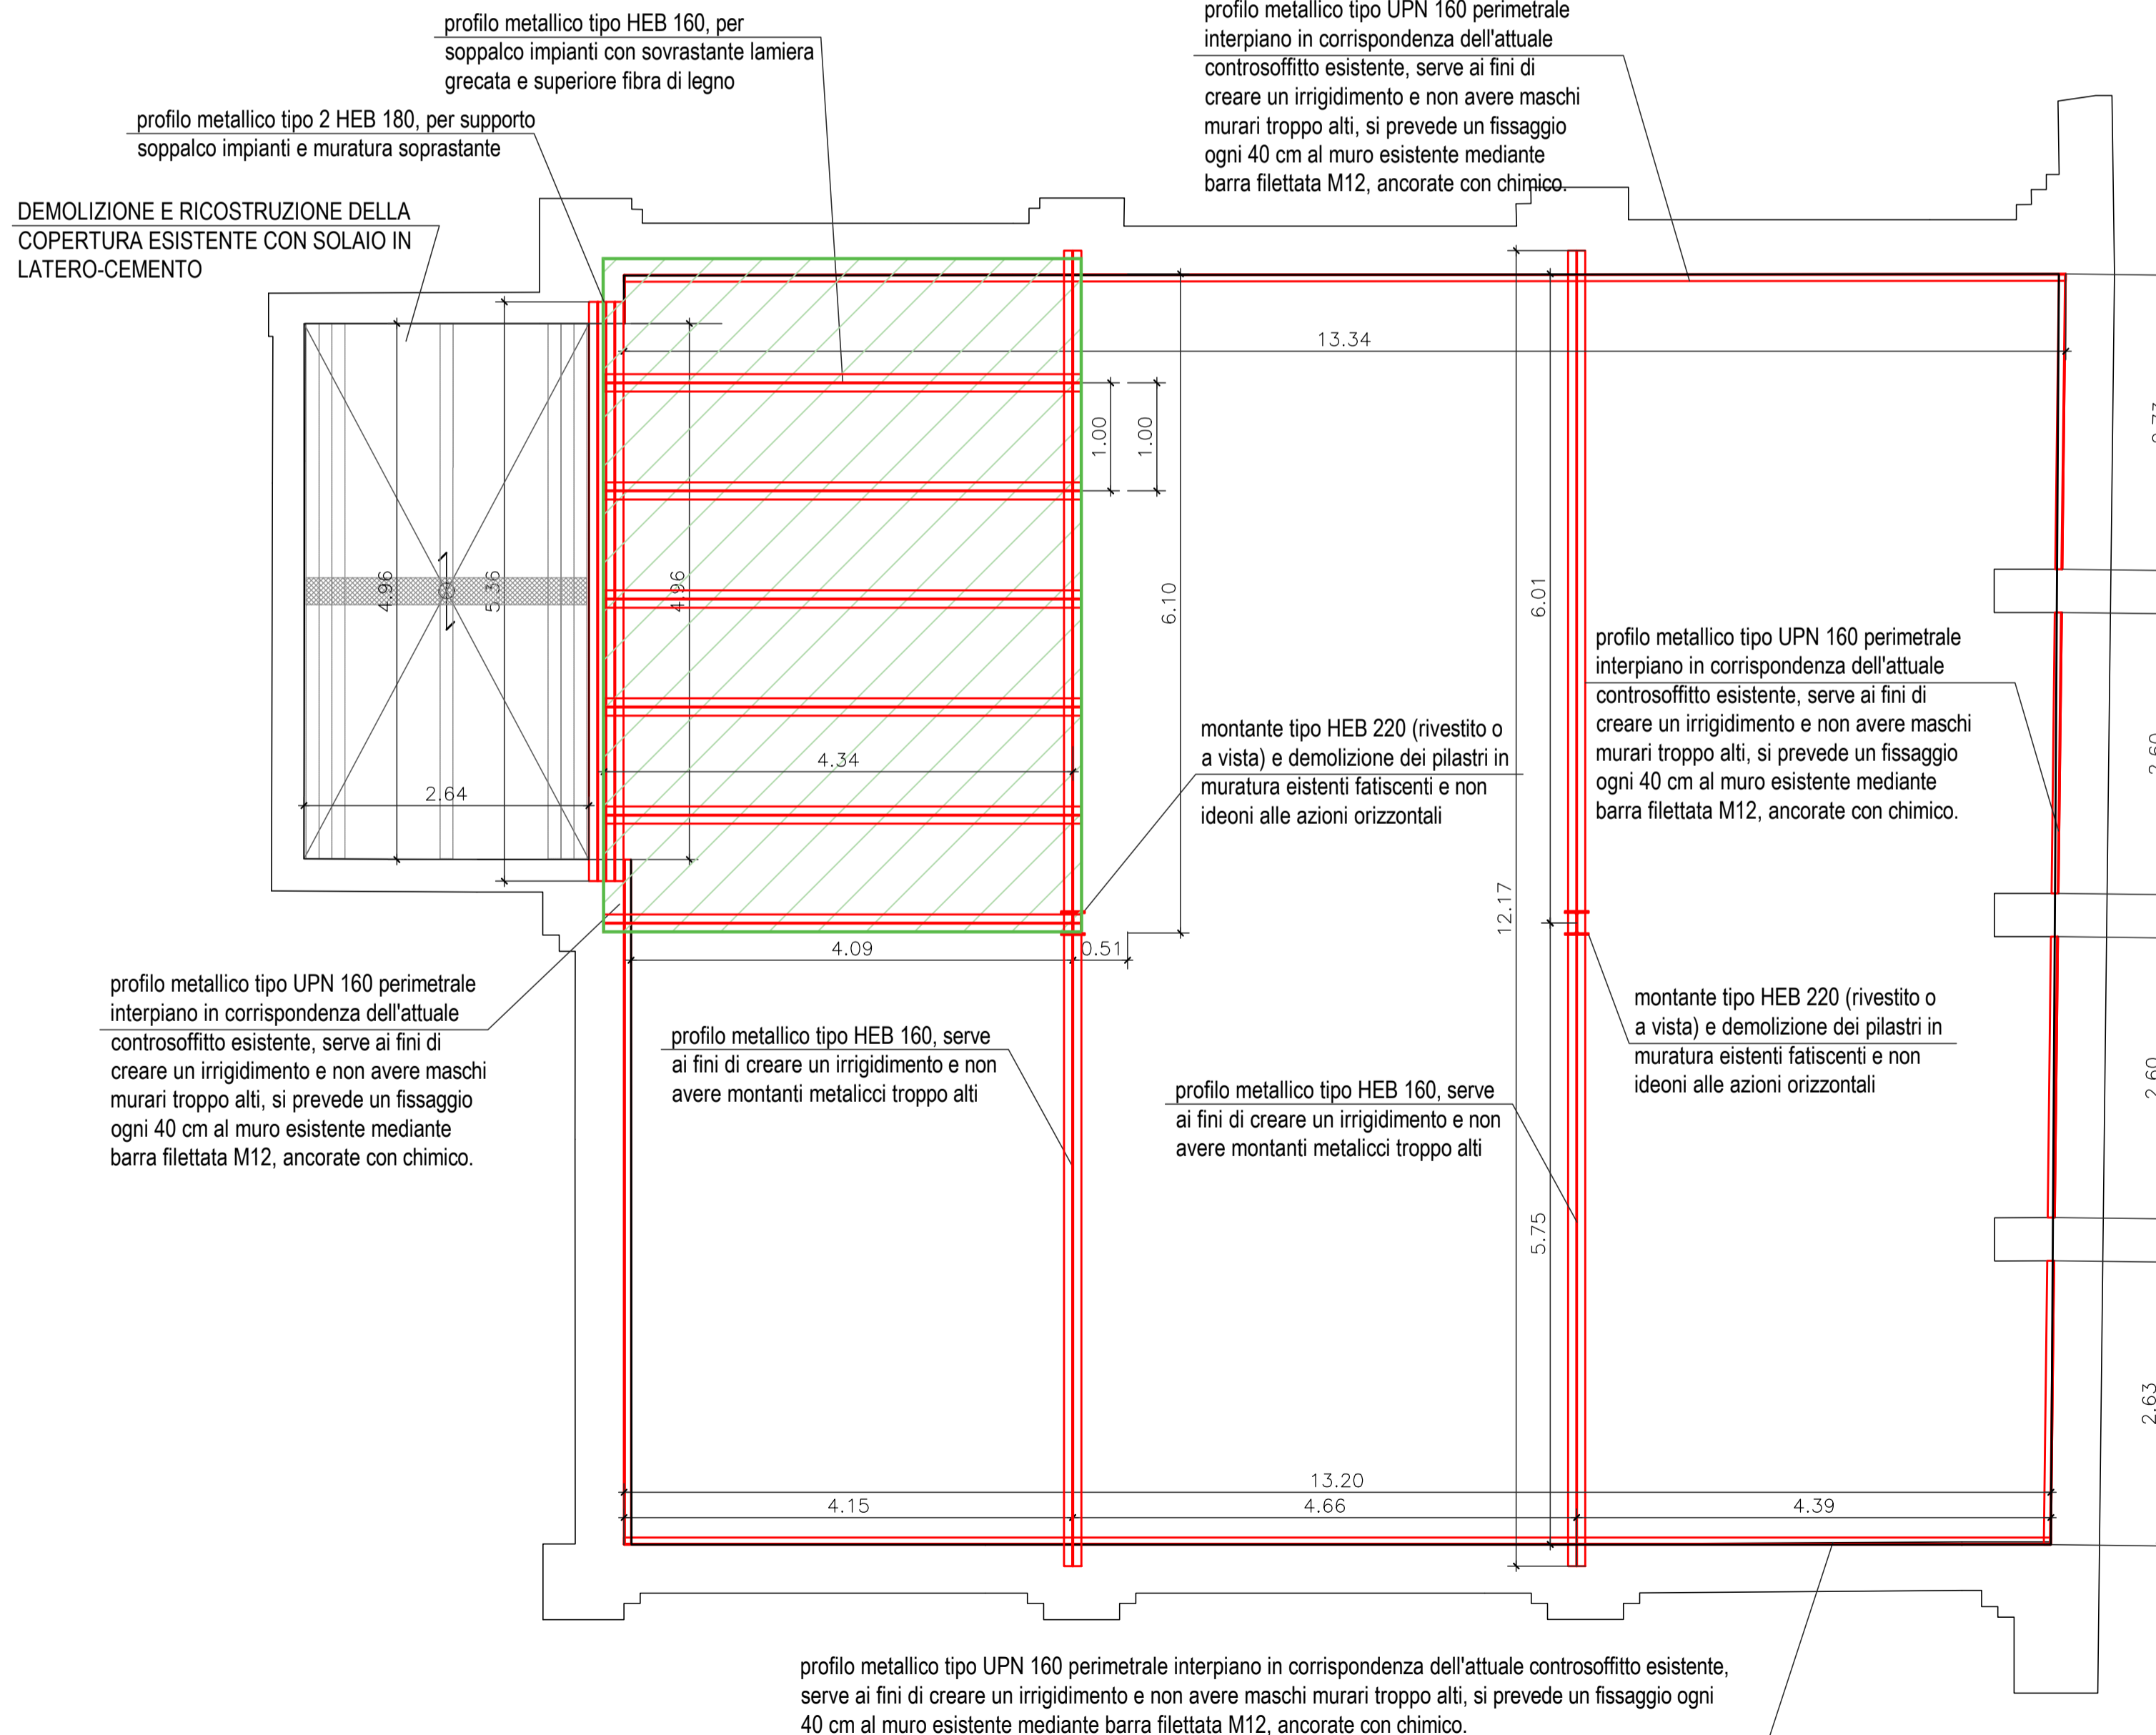 profilo metallico tipo HEB 160, per
soppalco impianti con sovrastante lamiera
grecata e superiore fibra di legno
profilo metallico tipo UPN 160 perimetrale
interpiano in corrispondenza dell'attuale
controsoffitto esistente, serve ai fini di
creare un irrigidimento e non avere maschi
murari troppo alti, si prevede un fissaggio
ogni 40 cm al muro esistente mediante
barra filettata M12, ancorate con chimico.
profilo metallico tipo 2 HEB 180, per supporto
soppalco impianti e muratura soprastante
DEMOLIZIONE E RICOSTRUZIONE DELLA
COPERTURA ESISTENTE CON SOLAIO IN
LATERO-CEMENTO
13.34
1.00
1.00
4.96
5.36
4.96
6.10
6.01
profilo metallico tipo UPN 160 perimetrale
interpiano in corrispondenza dell'attuale
controsoffitto esistente, serve ai fini di
creare un irrigidimento e non avere maschi
murari troppo alti, si prevede un fissaggio
ogni 40 cm al muro esistente mediante
barra filettata M12, ancorate con chimico.
montante tipo HEB 220 (rivestito o
a vista) e demolizione dei pilastri in
muratura eistenti fatiscenti e non
ideoni alle azioni orizzontali
4.34
2.64
2.60
12.17
4.09
0.51
profilo metallico tipo UPN 160 perimetrale
interpiano in corrispondenza dell'attuale
controsoffitto esistente, serve ai fini di
creare un irrigidimento e non avere maschi
murari troppo alti, si prevede un fissaggio
ogni 40 cm al muro esistente mediante
barra filettata M12, ancorate con chimico.
montante tipo HEB 220 (rivestito o
a vista) e demolizione dei pilastri in
muratura eistenti fatiscenti e non
ideoni alle azioni orizzontali
profilo metallico tipo HEB 160, serve
ai fini di creare un irrigidimento e non
avere montanti metalicci troppo alti
profilo metallico tipo HEB 160, serve
ai fini di creare un irrigidimento e non
avere montanti metalicci troppo alti
2.60
5.75
2.63
13.20
4.15
4.66
4.39
profilo metallico tipo UPN 160 perimetrale interpiano in corrispondenza dell'attuale controsoffitto esistente,
serve ai fini di creare un irrigidimento e non avere maschi murari troppo alti, si prevede un fissaggio ogni
40 cm al muro esistente mediante barra filettata M12, ancorate con chimico.